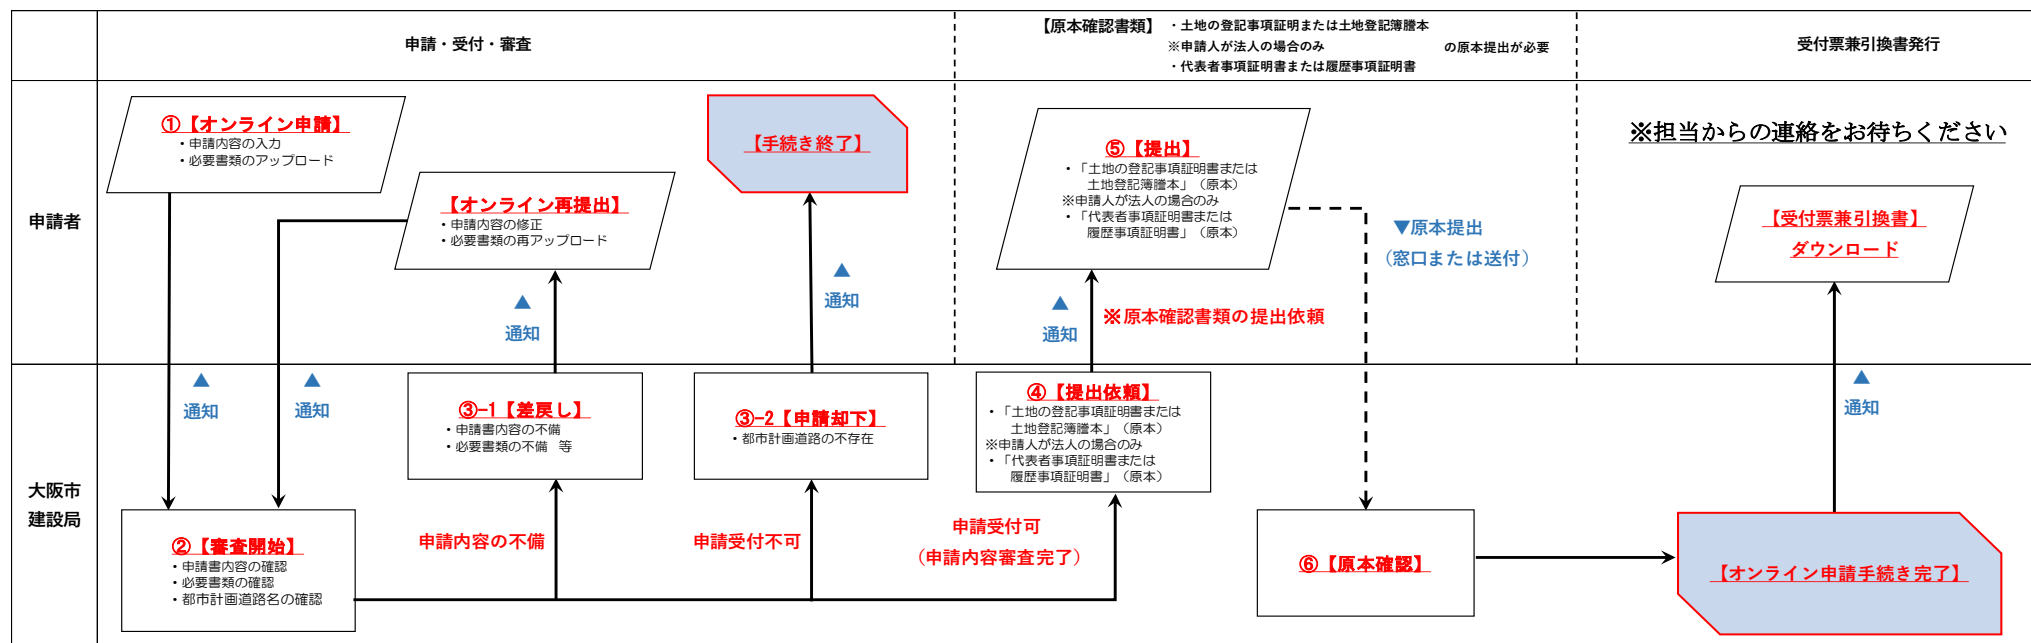 申請・受付・審査
【原本確認書類】 ・土地の登記事項証明または土地登記簿謄本
※申請人が法人の場合のみ
の原本提出が必要
・代表者事項証明書または履歴事項証明書
受付票兼引換書発行
申請者
①【オンライン申請】
・申請書内容の入力
・必要書類のアップロード
【オンライン再提出】
・申請書内容の修正
・必要書類の再アップロード
【手続き終了】
⑤【提出】
・「土地の登記事項証明書または
土地登記簿謄本」（原本）
※申請人が法人の場合のみ
・「代表者事項証明書または
履歴事項証明書」（原本）
▼原本提出
（窓口または送付）
※担当からの連絡をお待ちください
【受付票兼引換書】
ダウンロード
▲
通知
▲
通知
▲
通知
※原本確認書類の提出依頼
大阪市
建設局
▲
通知
▲
通知
③-1【差戻し】
・申請書内容の不備
・必要書類の不備 等
③-2【申請却下】
・都市計画道路の不存在
④【提出依頼】
・「土地の登記事項証明書または
土地登記簿謄本」（原本）
※申請人が法人の場合のみ
・「代表者事項証明書または
履歴事項証明書」（原本）
▲
通知
②【審査開始】
・申請書内容の確認
・必要書類の確認
・都市計画道路名の確認
申請内容の不備
申請受付不可
申請受付可
（申請内容審査完了）
⑥【原本確認】
【オンライン申請手続き完了】